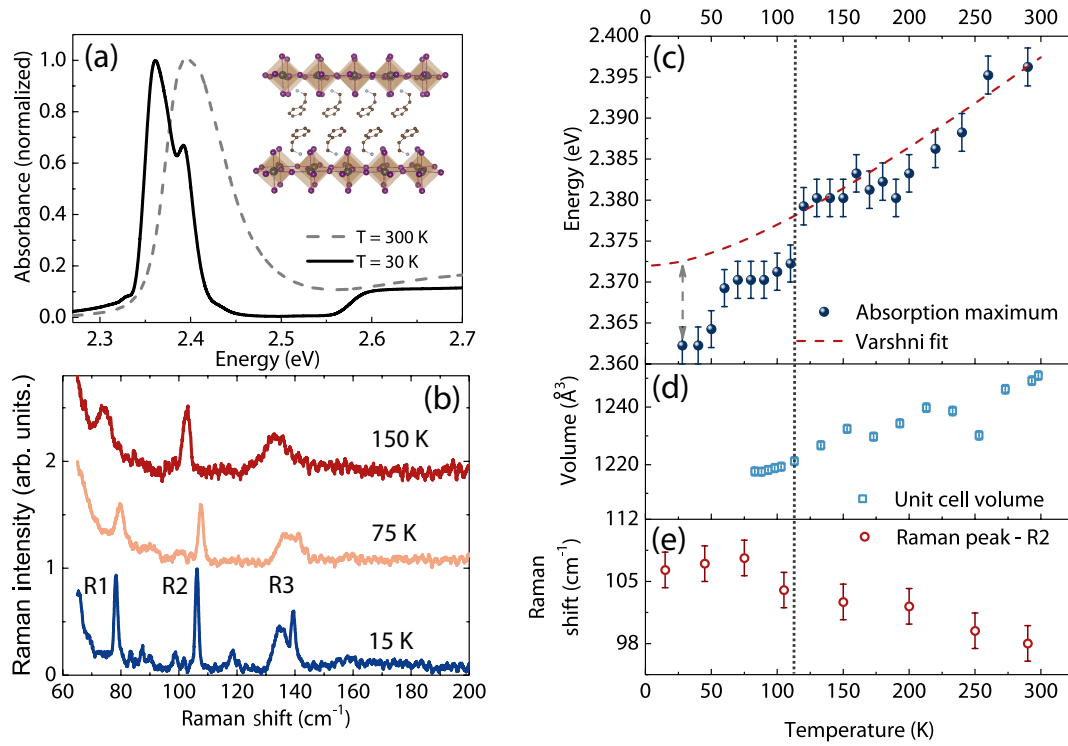 (a)
Absorbance (normalized)
1.0
0.8
0.6
0.4
0.2
0.0
T = 300 K
T = 30 K
2.3 2.4 2.5 2.6 2.7
Energy (eV)
(b)
Raman intensity (arb. units.)
2
1
0
150 K
75 K
R1 R2 R3
15 K
60 80 100 120 140 160 180 200
Raman shift (cm⁻¹)
0 50 100 150 200 250 300
(c)
Energy (eV)
2.400
2.395
2.390
2.385
2.380
2.375
2.370
2.365
2.360
Absorption maximum
Varshni fit
(d)
Volume (Å³)
1240
1220
Unit cell volume
(e)
Raman
shift (cm⁻¹)
112
105
98
Raman peak - R2
0 50 100 150 200 250 300
Temperature (K)